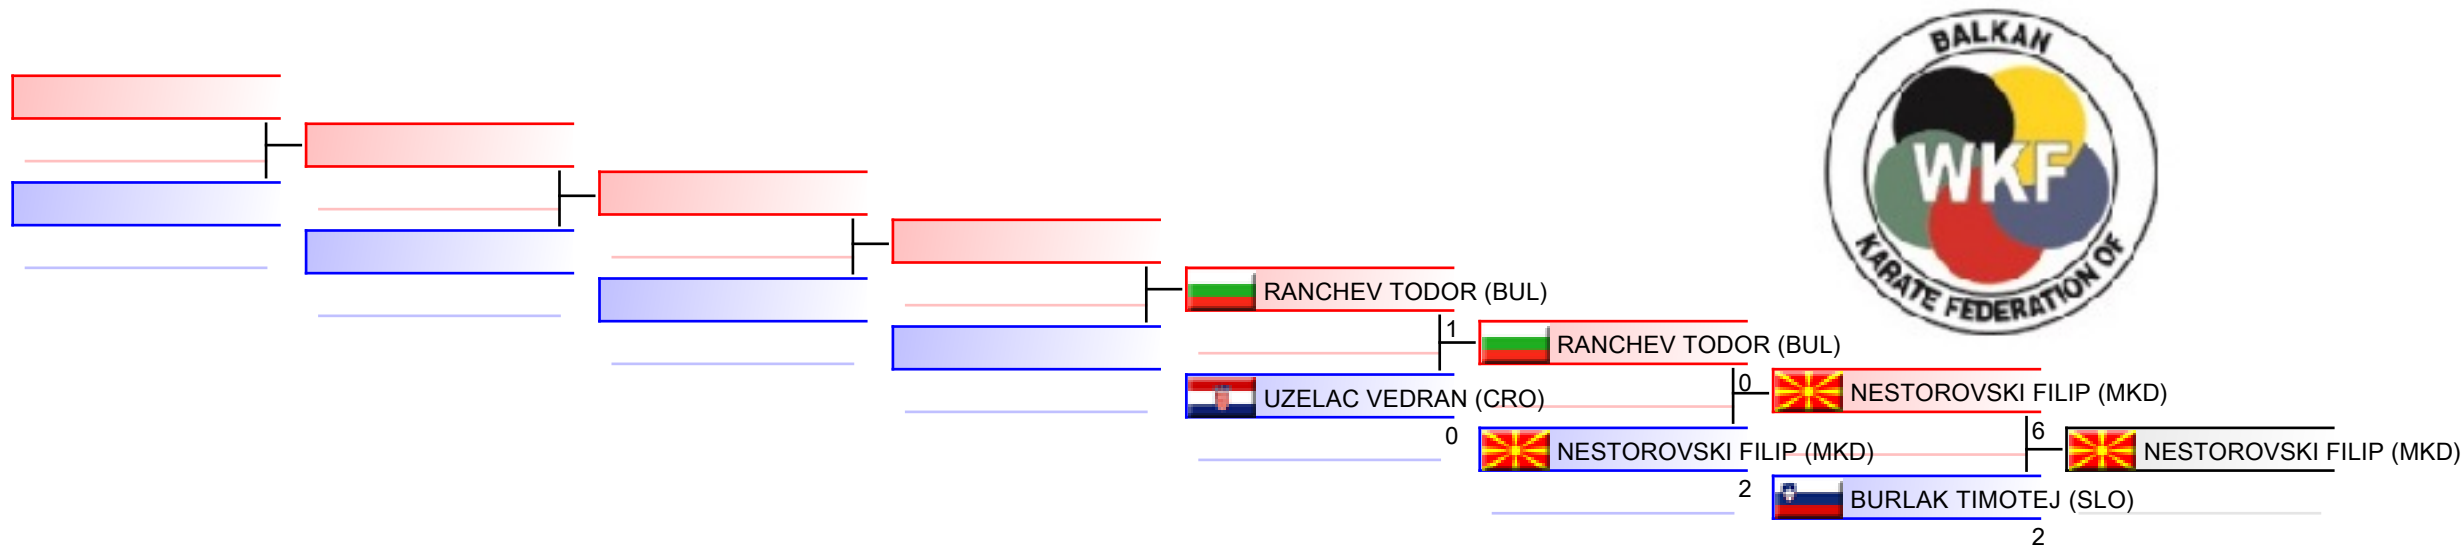 BALKAN
WKF
KARATE FEDERATION OF
RANCHEV TODOR (BUL)
1
UZELAC VEDRAN (CRO)
0
RANCHEV TODOR (BUL)
0
NESTOROVSKI FILIP (MKD)
2
NESTOROVSKI FILIP (MKD)
6
BURLAK TIMOTEJ (SLO)
2
NESTOROVSKI FILIP (MKD)